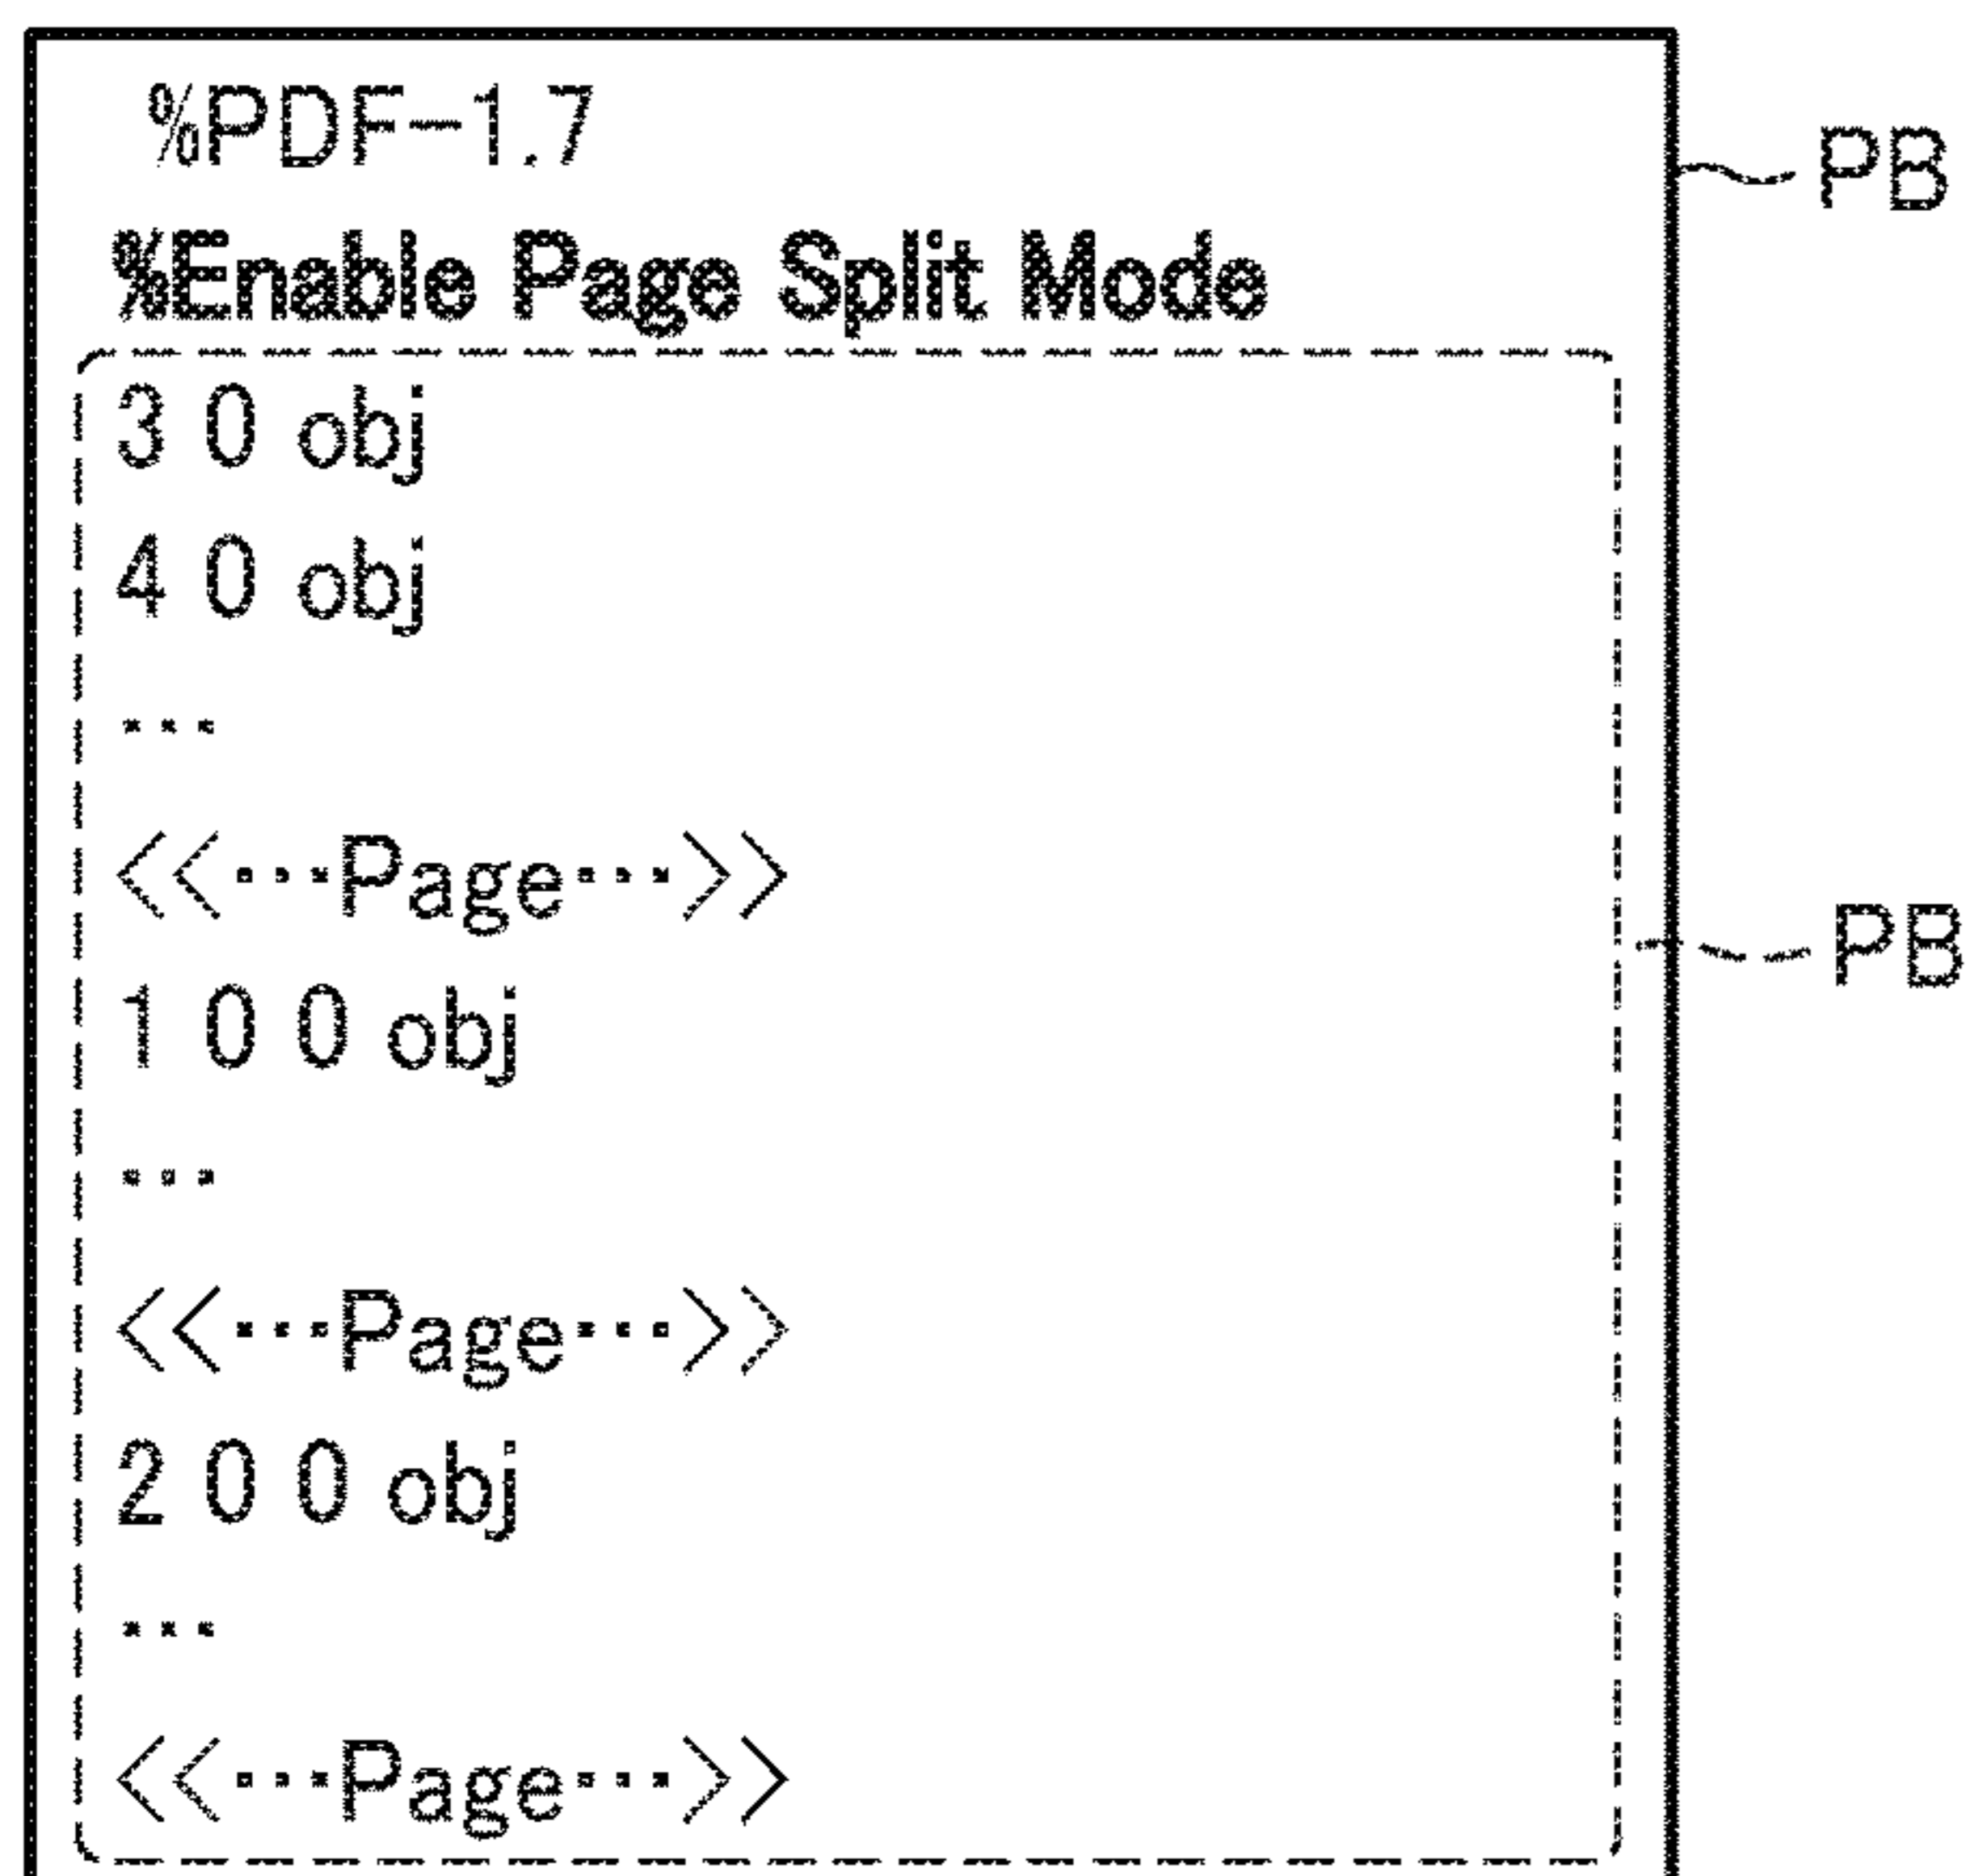 %PDF-1.7
PB
%Enable Page Split Mode
3 0 obj
4 0 obj
...
<<...Page...>>
PB
1 0 0 obj
...
<<...Page...>>
2 0 0 obj
...
<<...Page...>>